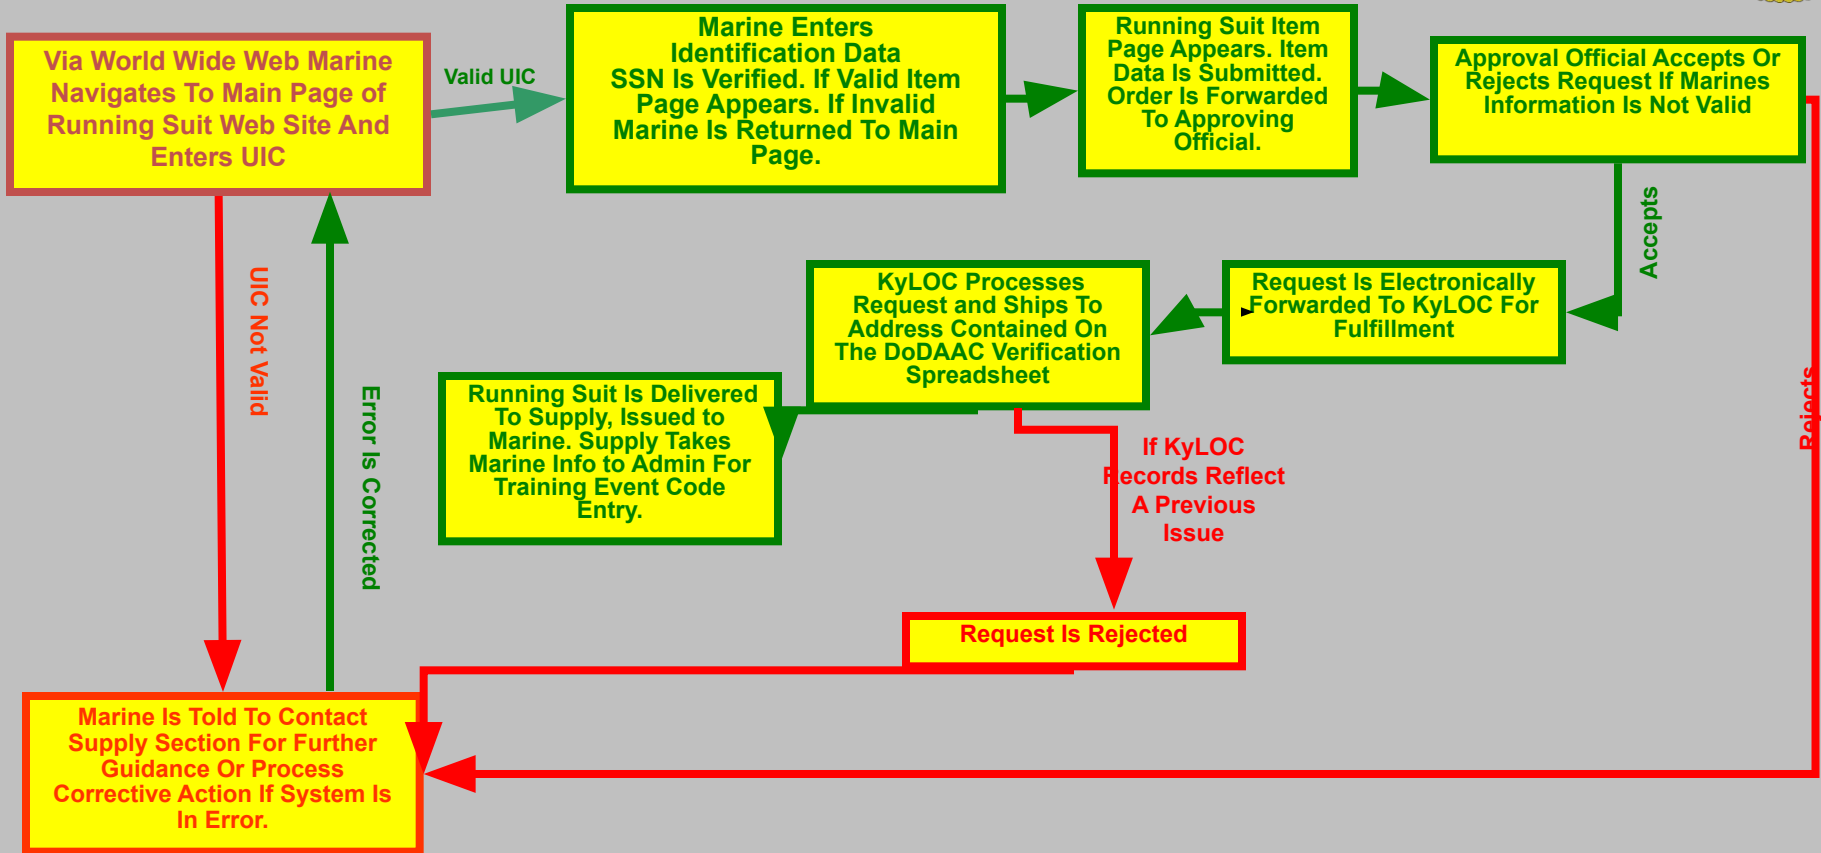 Via World Wide Web Marine
Navigates To Main Page of
Running Suit Web Site And
Enters UIC
Valid UIC
Marine Enters
Identification Data
SSN Is Verified. If Valid Item
Page Appears. If Invalid
Marine Is Returned To Main
Page.
Running Suit Item
Page Appears. Item
Data Is Submitted.
Order Is Forwarded
To Approving
Official.
Approval Official Accepts Or
Rejects Request If Marines
Information Is Not Valid
Accepts
Rejects
Request Is Electronically
Forwarded To KyLOC For
Fulfillment
KyLOC Processes
Request and Ships To
Address Contained On
The DoDAAC Verification
Spreadsheet
Running Suit Is Delivered
To Supply, Issued to
Marine. Supply Takes
Marine Info to Admin For
Training Event Code
Entry.
If KyLOC
Records Reflect
A Previous
Issue
Request Is Rejected
UIC Not Valid
Error Is Corrected
Marine Is Told To Contact
Supply Section For Further
Guidance Or Process
Corrective Action If System Is
In Error.